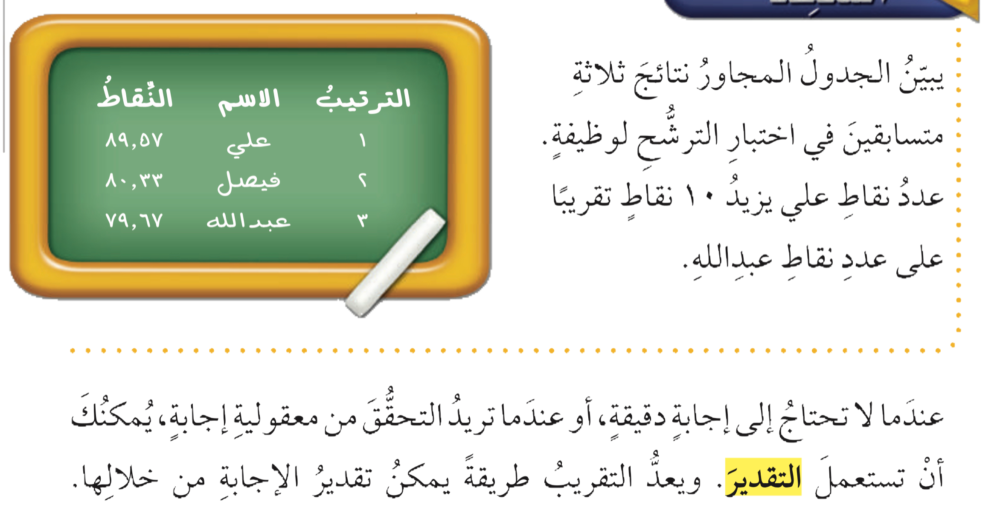 يبيّنُ الجدولُ المجاورُ نتائجَ ثلاثةِ
متسابقينَ في اختبارِ الترشُّحِ لوظيفةٍ.
عددُ نقاطِ علي يزيدُ ١٠ نقاطٍ تقريبًا
على عددِ نقاطِ عبدِاللهِ.
الترتيبُ الاسم النِّقاطُ
١ علي ٨٩,٥٧
٢ فيصل ٨٠,٣٣
٣ عبدالله ٧٩,٦٧
عندَما لا تحتاجُ إلى إجابةٍ دقيقةٍ، أو عندَما تريدُ التحقُّقَ من معقوليةِ إجابةٍ، يُمكنُكَ
أنْ تستعملَ التقديرَ. ويعدُّ التقريبُ طريقةً يمكنُ تقديرُ الإجابةِ من خلالِها.